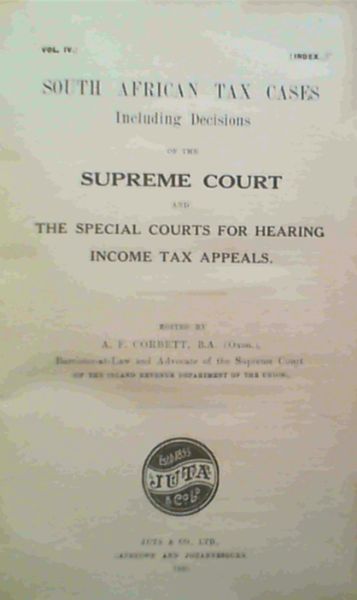 VOL. IV.
[INDEX.
SOUTH AFRICAN TAX CASES
Including Decisions
OF THE
SUPREME COURT
AND
THE SPECIAL COURTS FOR HEARING
INCOME TAX APPEALS.
EDITED BY
A. F. CORBETT, B.A. (Oxon.),
Barrister-at-Law and Advocate of the Supreme Court
OF THE INLAND REVENUE DEPARTMENT OF THE UNION.
Estd 1853
JUTA
& Co Ld
JUTA & CO., LTD.,
CAPETOWN AND JOHANNESBURG